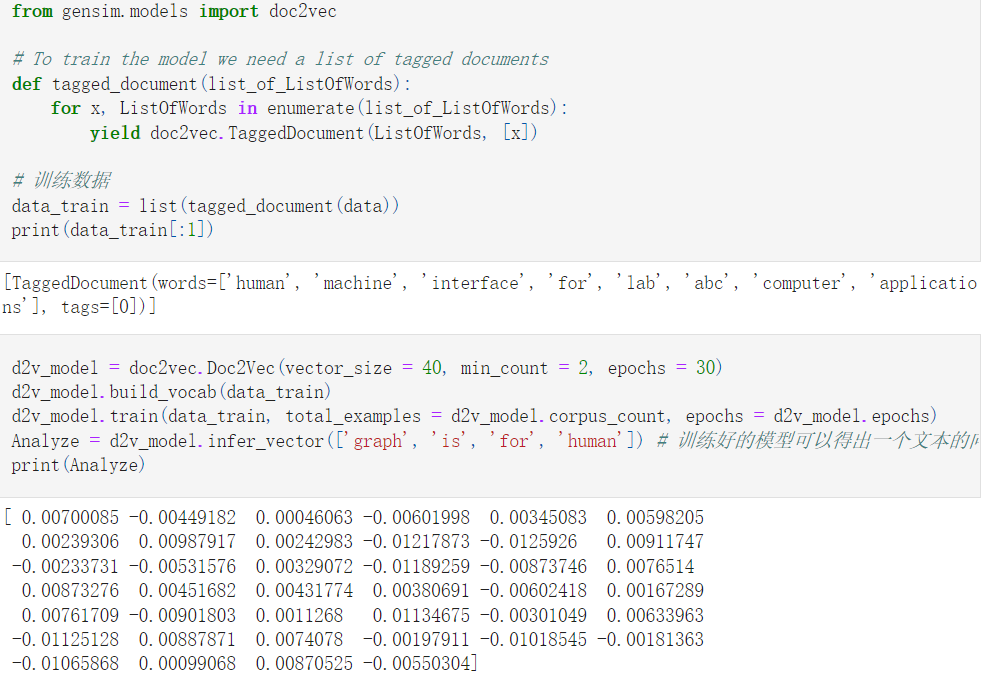 from gensim.models import doc2vec
# To train the model we need a list of tagged documents
def tagged_document(list_of_ListOfWords):
    for x, ListOfWords in enumerate(list_of_ListOfWords):
        yield doc2vec.TaggedDocument(ListOfWords, [x])
# 训练数据
data_train = list(tagged_document(data))
print(data_train[:1])
[TaggedDocument(words=['human', 'machine', 'interface', 'for', 'lab', 'abc', 'computer', 'applicatio
ns'], tags=[0])]
d2v_model = doc2vec.Doc2Vec(vector_size = 40, min_count = 2, epochs = 30)
d2v_model.build_vocab(data_train)
d2v_model.train(data_train, total_examples = d2v_model.corpus_count, epochs = d2v_model.epochs)
Analyze = d2v_model.infer_vector(['graph', 'is', 'for', 'human']) # 训练好的模型可以得出一个文本的
print(Analyze)
[ 0.00700085 -0.00449182  0.00046063 -0.00601998  0.00345083  0.00598205
  0.00239306  0.00987917  0.00242983 -0.01217873 -0.0125926   0.00911747
 -0.00233731 -0.00531576  0.00329072 -0.01189259 -0.00873746  0.0076514
  0.00873276  0.00451682  0.00431774  0.00380691 -0.00602418  0.00167289
  0.00761709 -0.00901803  0.0011268   0.01134675 -0.00301049  0.00633963
 -0.01125128  0.00887871  0.0074078  -0.00197911 -0.01018545 -0.00181363
 -0.01065868  0.00099068  0.00870525 -0.00550304]